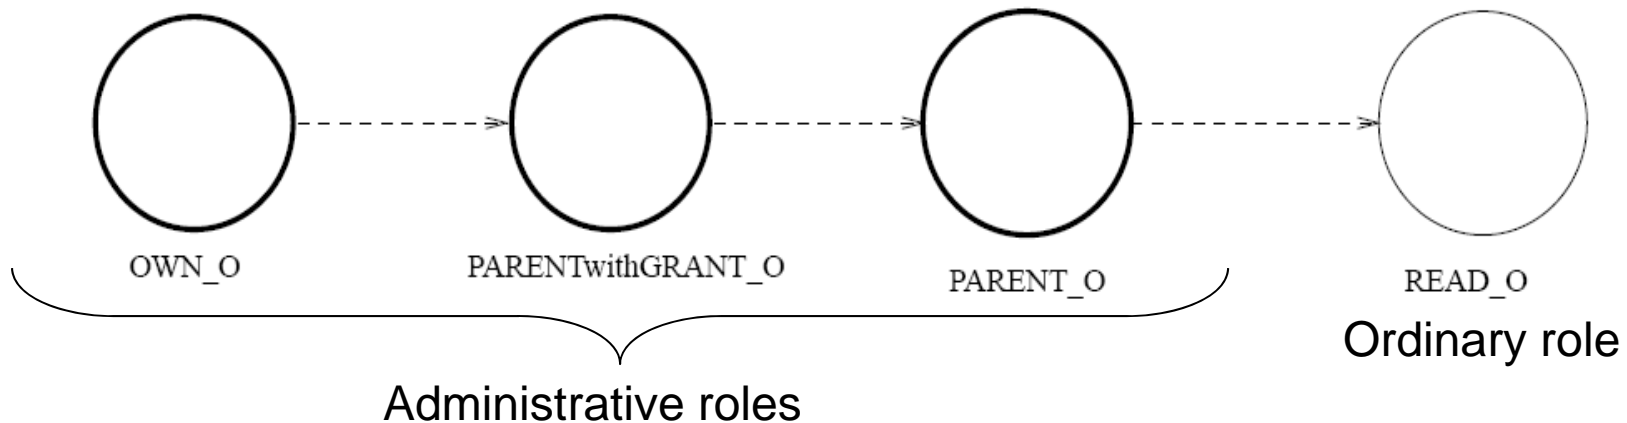 OWN_O
PARENTwithGRANT_O
PARENT_O
READ_O
Ordinary role
Administrative roles